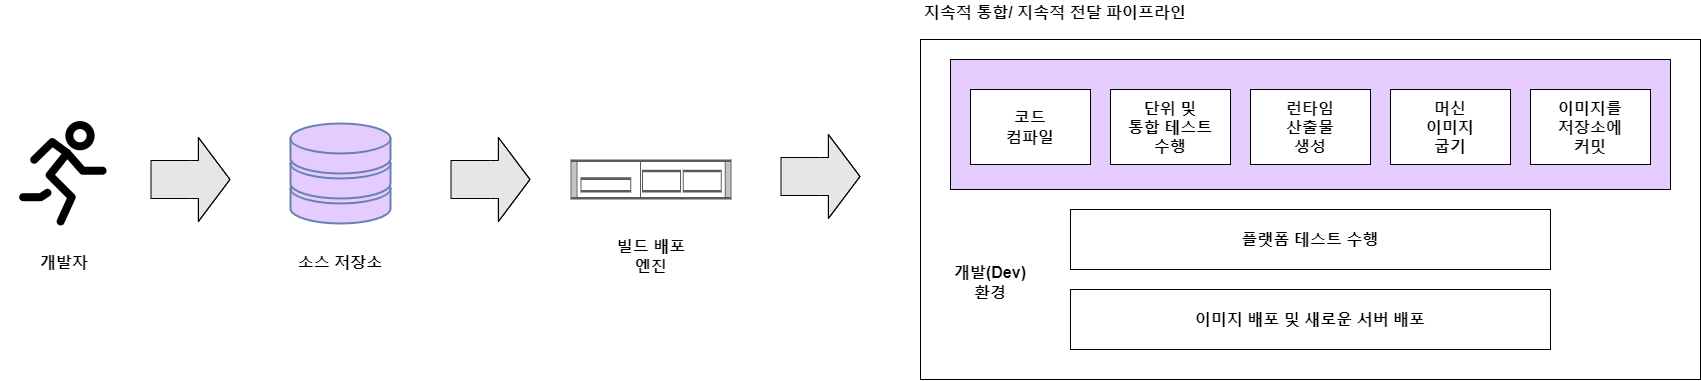 지속적 통합/ 지속적 전달 파이프라인
코드
컴파일
단위 및
통합 테스트
수행
런타임
산출물
생성
머신
이미지
굽기
이미지를
저장소에
커밋
플랫폼 테스트 수행
개발(Dev)
환경
이미지 배포 및 새로운 서버 배포
개발자
소스 저장소
빌드 배포
엔진